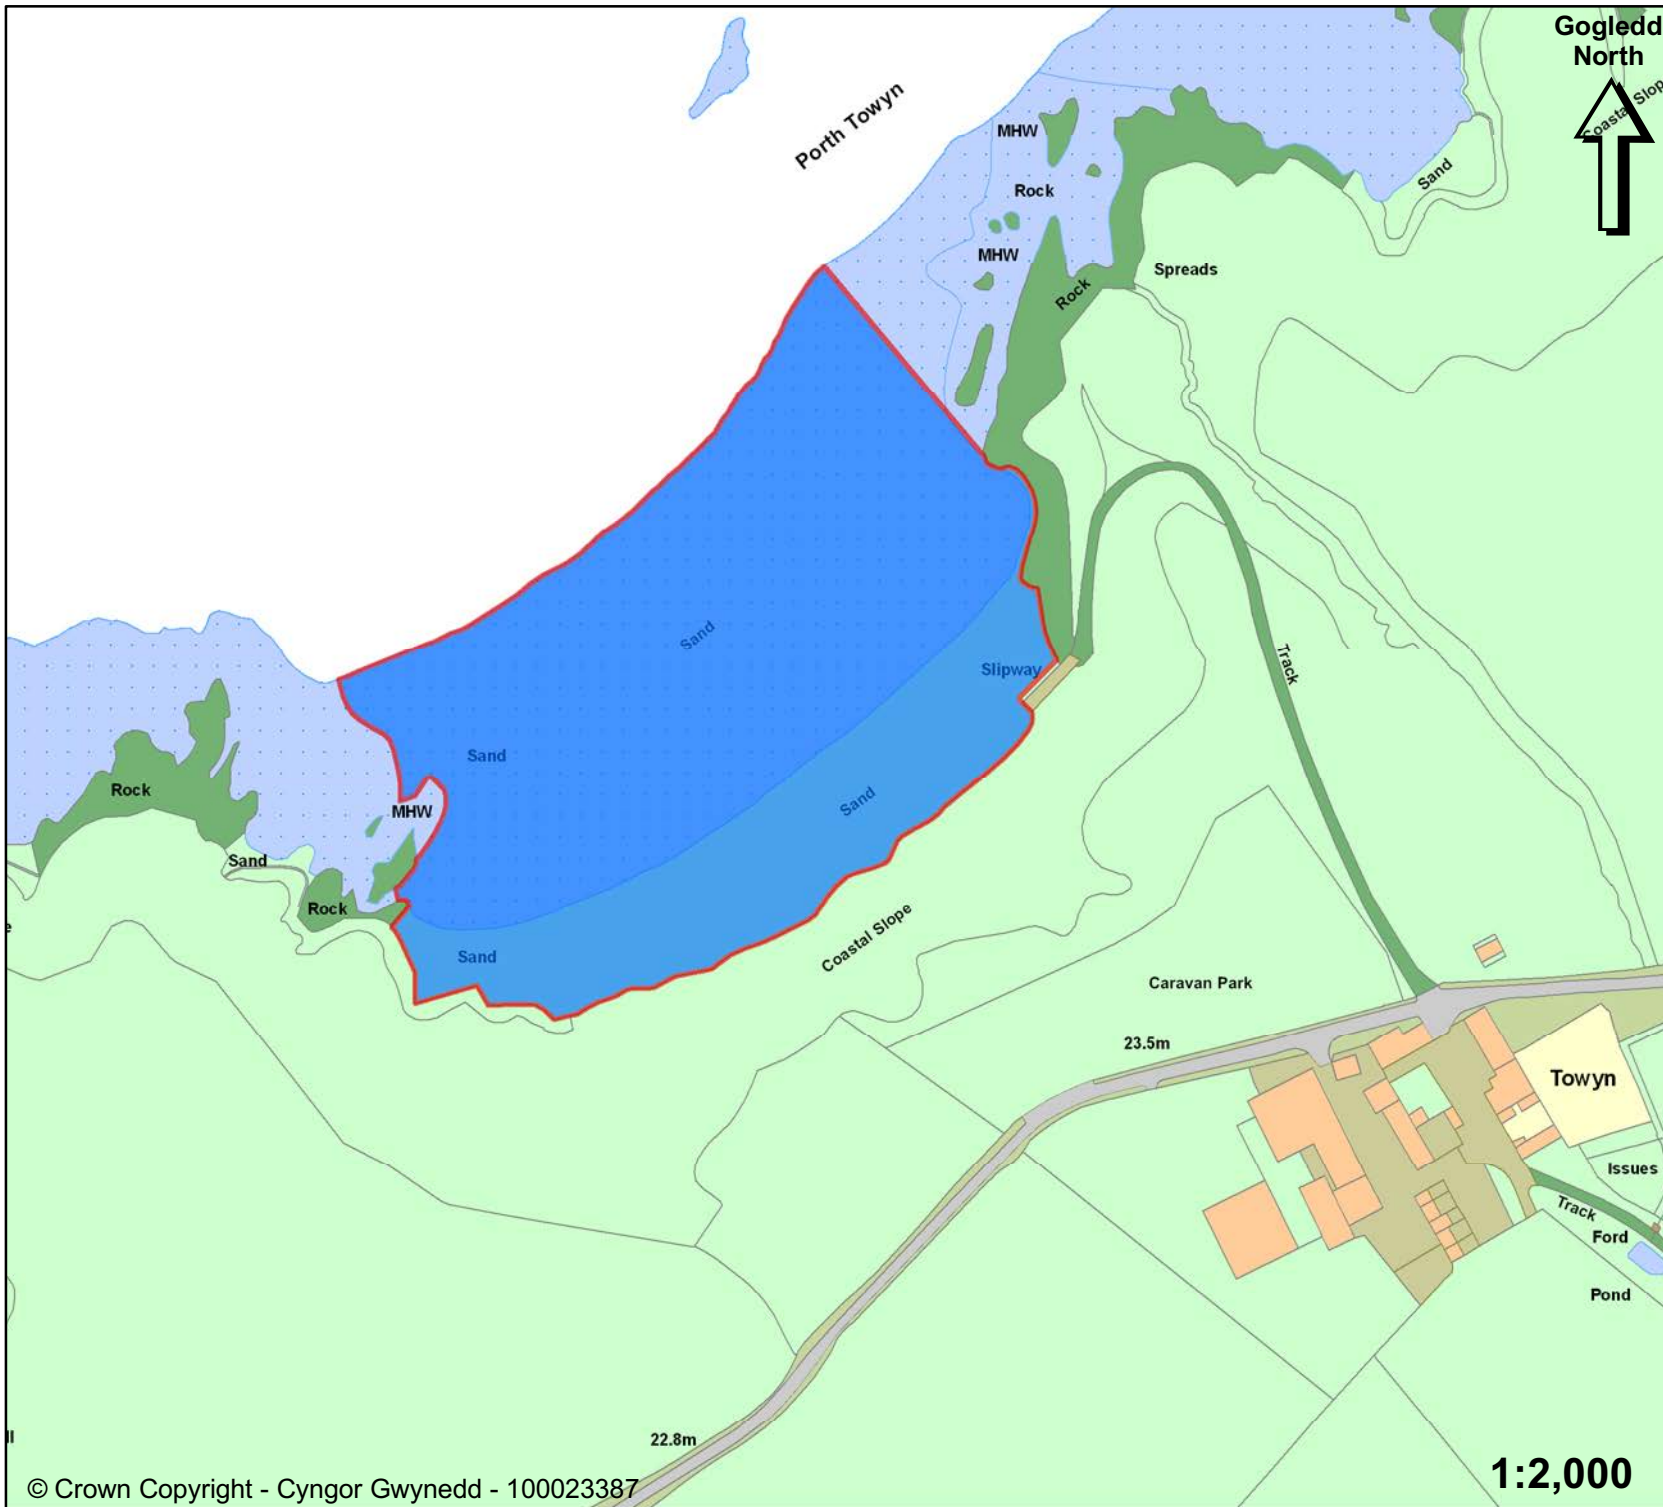 Gogledd
North
Porth Towyn
MHW
Rock
MHW
Sand
Spreads
Rock
Sand
Slipway
Track
Sand
Rock
Sand
MHW
Sand
Rock
Sand
Coastal Slope
Caravan Park
23.5m
Towyn
Issues
Track
Ford
Pond
22.8m
© Crown Copyright - Cyngor Gwynedd - 100023387
1:2,000